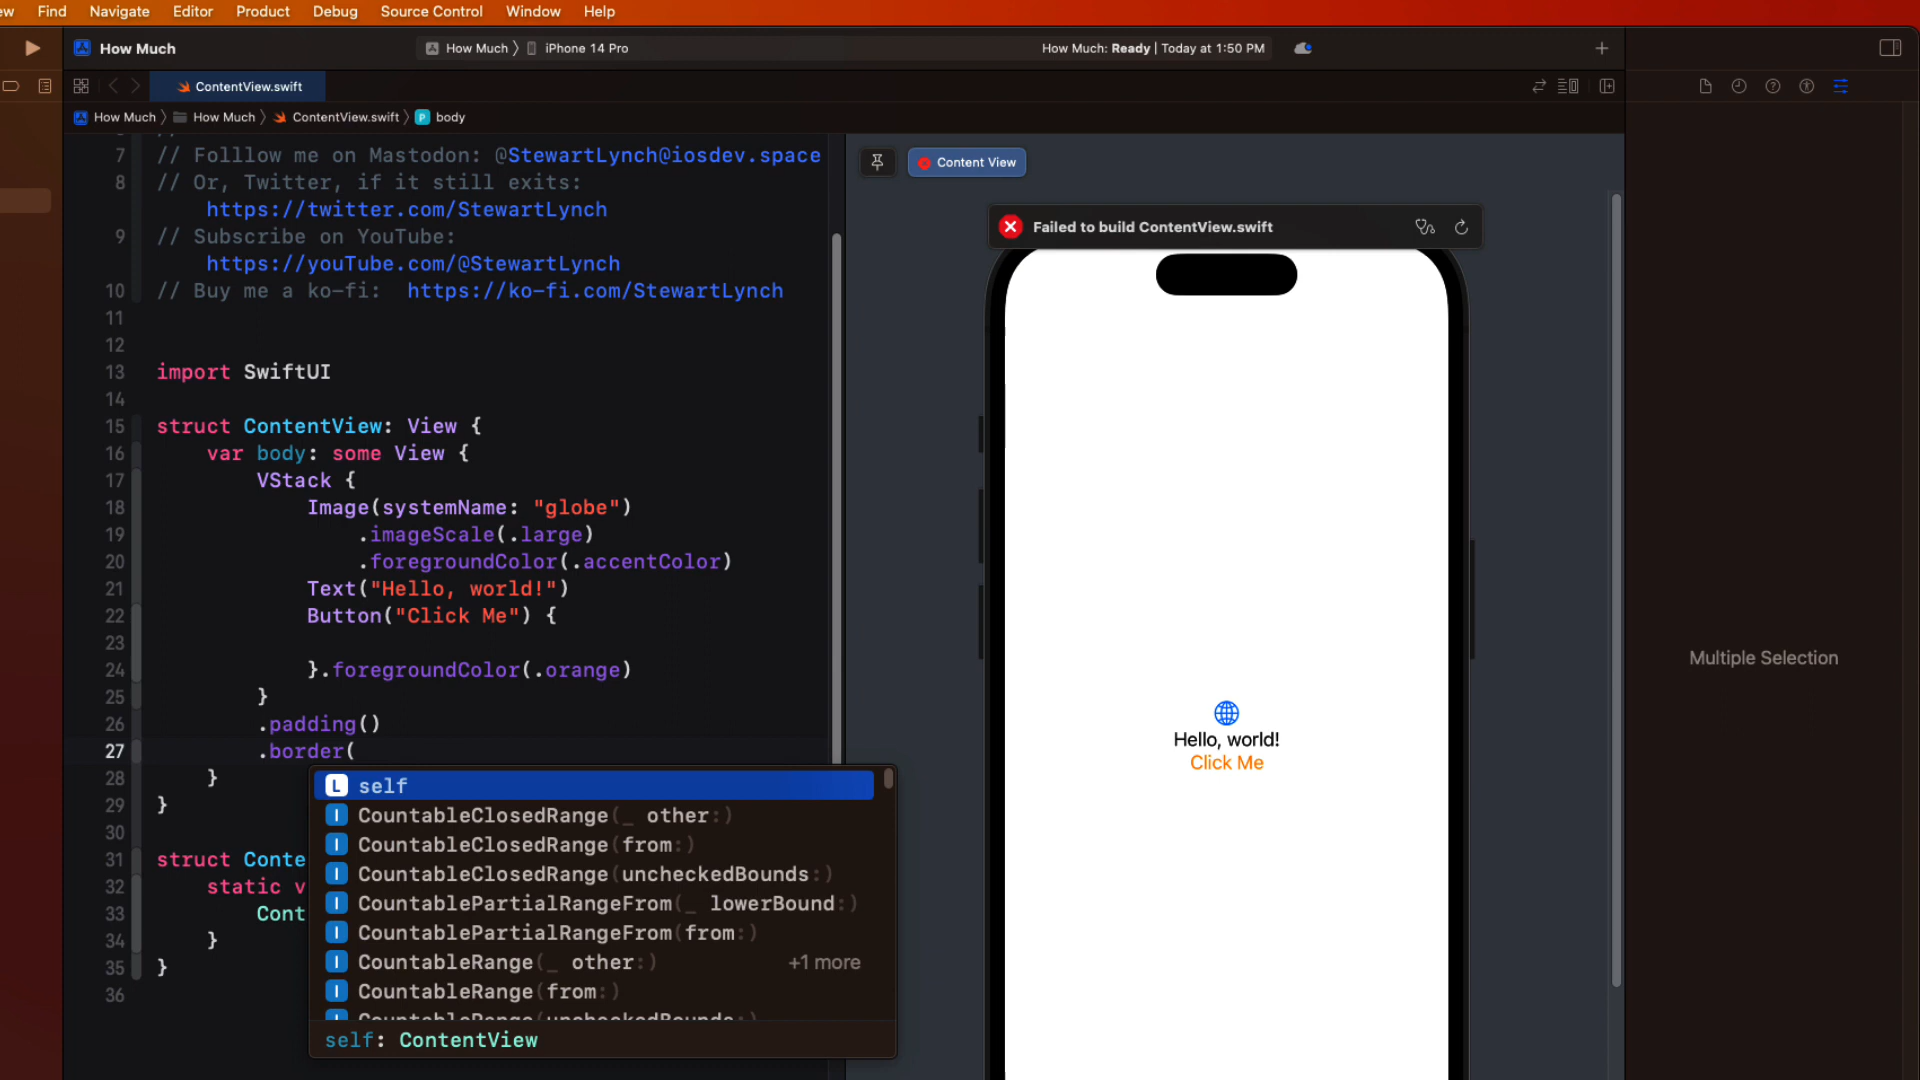 ew Find Navigate Editor Product Debug Source Control Window Help
How Much
How Much 〉 iPhone 14 Pro
How Much: Ready | Today at 1:50 PM
ContentView.swift
How Much 〉 How Much 〉 ContentView.swift 〉 P body
7 // Folllow me on Mastodon: @StewartLynch@iosdev.space
8 // Or, Twitter, if it still exits:
https://twitter.com/StewartLynch
9 // Subscribe on YouTube:
https://youTube.com/@StewartLynch
10 // Buy me a ko-fi:  https://ko-fi.com/StewartLynch
11
12
13 import SwiftUI
14
15 struct ContentView: View {
16 var body: some View {
17 VStack {
18 Image(systemName: "globe")
19 .imageScale(.large)
20 .foregroundColor(.accentColor)
21 Text("Hello, world!")
22 Button("Click Me") {
23
24 }.foregroundColor(.orange)
25 }
26 .padding()
27 .border(
28 }
29 }
30
31 struct Conte
32 static v
33 Cont
34 }
35 }
36
L self
I CountableClosedRange(_ other:)
I CountableClosedRange(from:)
I CountableClosedRange(uncheckedBounds:)
I CountablePartialRangeFrom(_ lowerBound:)
I CountablePartialRangeFrom(from:)
I CountableRange(_ other:) +1 more
I CountableRange(from:)
I CountableRange(uncheckedBounds:)
self: ContentView
Content View
Failed to build ContentView.swift
Hello, world!
Click Me
Multiple Selection